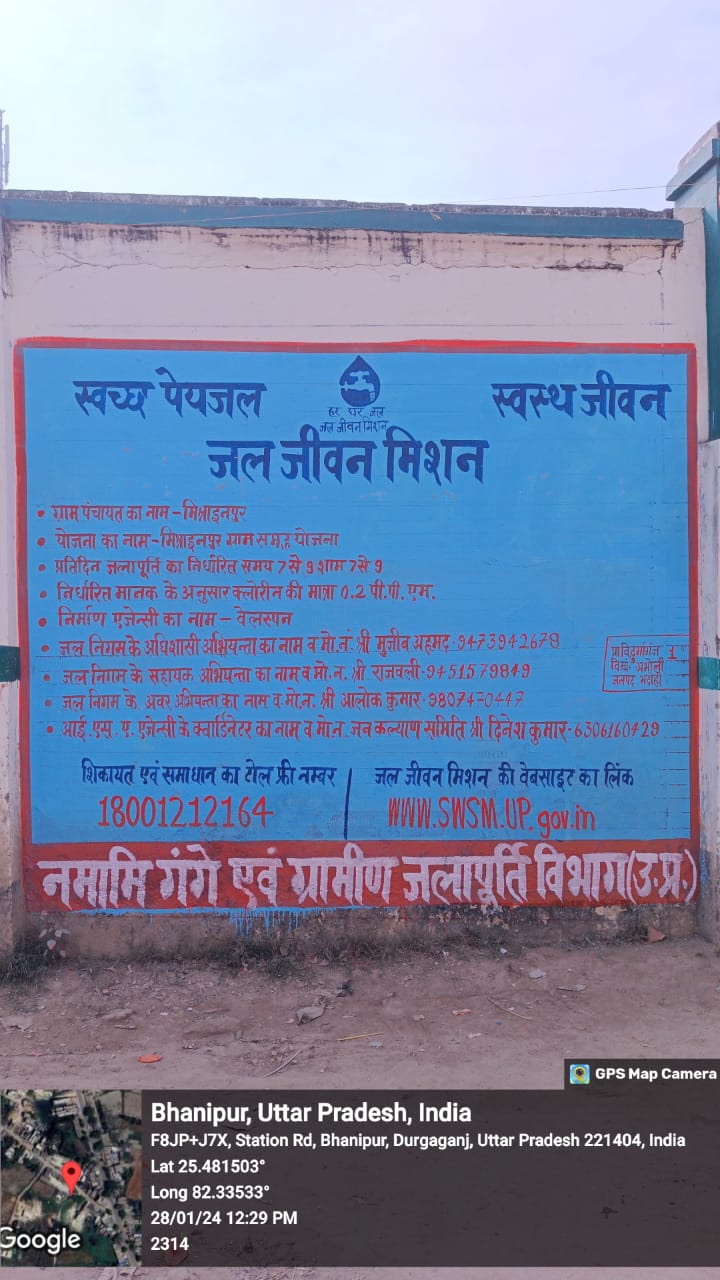 स्वच्छ पेयजल
स्वस्थ जीवन
हर घर जल
जल जीवन मिशन
जल जीवन मिशन
• ग्राम पंचायत का नाम - मिश्राइनपुर
• योजना का नाम - मिश्राइनपुर ग्राम समूह योजना
• प्रतिदिन जलापूर्ति का निर्धारित समय 7 से 9 शाम 7 से 9
• निर्धारित मानक के अनुसार क्लोरीन की मात्रा 0.2 पी.पी.एम.
• निर्माण एजेन्सी का नाम - वेलस्पन
• जल निगम के अधिशासी अभियन्ता का नाम व मो.नं. श्री मुजीब अहमद-9473942678
• जल निगम के सहायक अभियन्ता का नाम व मो.न. श्री राजवली-9451579849
• जल निगम के अवर अभियन्ता का नाम व मो.न. श्री आलोक कुमार-9807470447
• आई.एस.ए. एजेन्सी के क्वार्डिनेटर का नाम व मो.न. जन कल्याण समिति श्री दिनेश कुमार-6306160429
प्रा वि दुर्गागंज 1
वि.खे. अभोली
जनपद भदोही
शिकायत एवं समाधान का टोल फ्री नम्बर
18001212164
जल जीवन मिशन की वेबसाइट का लिंक
WWW.SWSM.UP.gov.in
नमामि गंगे एवं ग्रामीण जलापूर्ति विभाग (उ.प्र.)
GPS Map Camera
Bhanipur, Uttar Pradesh, India
F8JP+J7X, Station Rd, Bhanipur, Durgaganj, Uttar Pradesh 221404, India
Lat 25.481503°
Long 82.33533°
28/01/24 12:29 PM
2314
Google